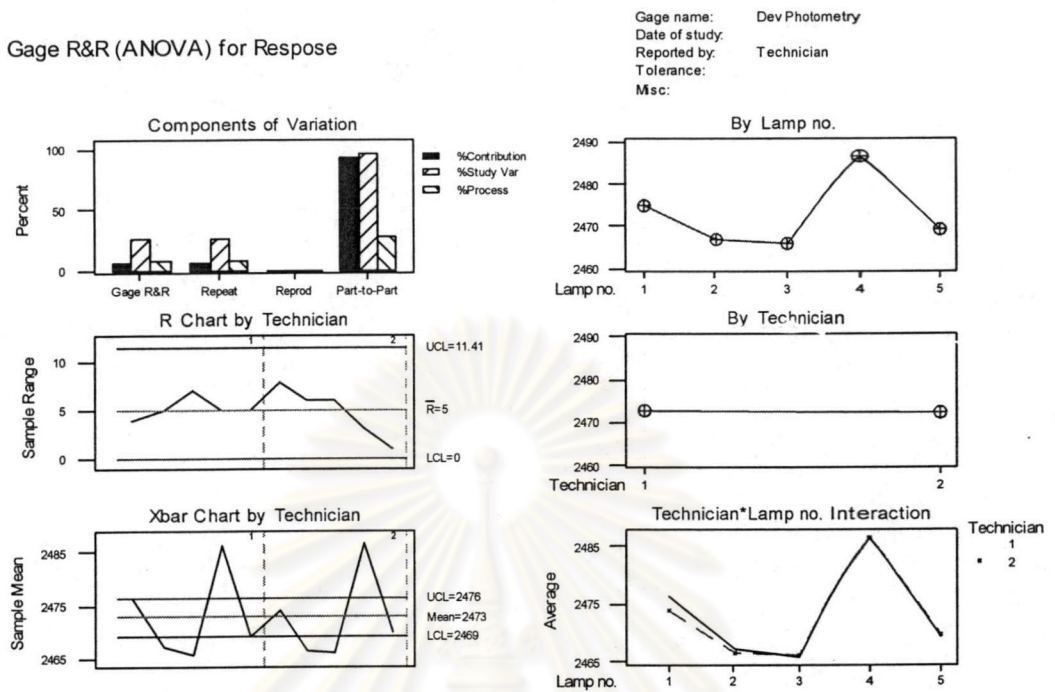 Gage R&R (ANOVA) for Respose
Gage name: Dev Photometry
Date of study:
Reported by: Technician
Tolerance:
Misc:
Components of Variation
Percent
100
50
0
Gage R&R Repeat Reprod Part-to-Part
%Contribution
%Study Var
%Process
By Lamp no.
2490
2480
2470
2460
Lamp no. 1 2 3 4 5
R Chart by Technician
Sample Range
10
5
0
1 2
UCL=11.41
R=5
LCL=0
By Technician
2490
2480
2470
2460
Technician 1 2
Xbar Chart by Technician
Sample Mean
2485
2475
2465
1 2
UCL=2476
Mean=2473
LCL=2469
Technician*Lamp no. Interaction
Average
2485
2475
2465
Lamp no. 1 2 3 4 5
Technician
1
2